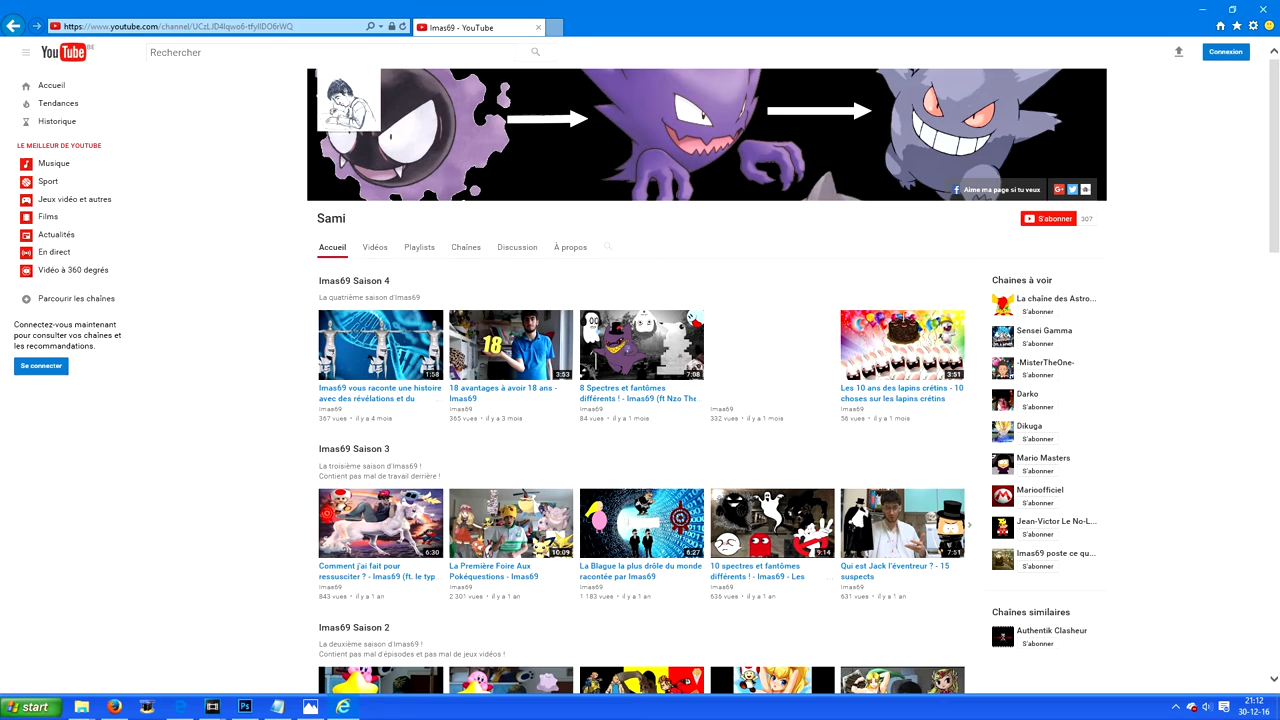 https://www.youtube.com/channel/UCzLJD4lqwo6-tfyIIDO6rWQ
Imas69 - YouTube
YouTube BE
Rechercher
Connexion
Accueil
Tendances
Historique
LE MEILLEUR DE YOUTUBE
Musique
Sport
Jeux vidéo et autres
Films
Actualités
En direct
Vidéo à 360 degrés
Parcourir les chaînes
Connectez-vous maintenant
pour consulter vos chaînes et
les recommandations.
Se connecter
Aime ma page si tu veux
Sami
S'abonner 307
Accueil Vidéos Playlists Chaînes Discussion À propos
Imas69 Saison 4
La quatrième saison d'Imas69
1:58
18
3:53
7:08
3:51
Imas69 vous raconte une histoire
avec des révélations et du
Imas69
367 vues • il y a 4 mois
18 avantages à avoir 18 ans -
Imas69
Imas69
365 vues • il y a 3 mois
8 Spectres et fantômes
différents ! - Imas69 (ft Nzo The...
Imas69
84 vues • il y a 1 mois
Imas69
332 vues • il y a 1 mois
Les 10 ans des lapins crétins - 10
choses sur les lapins crétins
Imas69
56 vues • il y a 1 mois
Imas69 Saison 3
La troisième saison d'Imas69 !
Contient pas mal de travail derrière !
6:30
10:09
6:27
9:14
7:51
Comment j'ai fait pour
ressusciter ? - Imas69 (ft. le typ...
Imas69
843 vues • il y a 1 an
La Première Foire Aux
Pokéquestions - Imas69
Imas69
2 301 vues • il y a 1 an
La Blague la plus drôle du monde
racontée par Imas69
Imas69
1 183 vues • il y a 1 an
10 spectres et fantômes
différents ! - Imas69 - Les
Imas69
636 vues • il y a 1 an
Qui est Jack l'éventreur ? - 15
suspects
Imas69
631 vues • il y a 1 an
Imas69 Saison 2
La deuxième saison d'Imas69 !
Contient pas mal d'épisodes et pas mal de jeux vidéos !
Chaînes à voir
La chaîne des Astro...
S'abonner
Sensei Gamma
S'abonner
-MisterTheOne-
S'abonner
Darko
S'abonner
Dikuga
S'abonner
Mario Masters
S'abonner
Marioofficiel
S'abonner
Jean-Victor Le No-L...
S'abonner
Imas69 poste ce qu...
S'abonner
Chaînes similaires
Authentik Clasheur
S'abonner
start
21:12
30-12-16